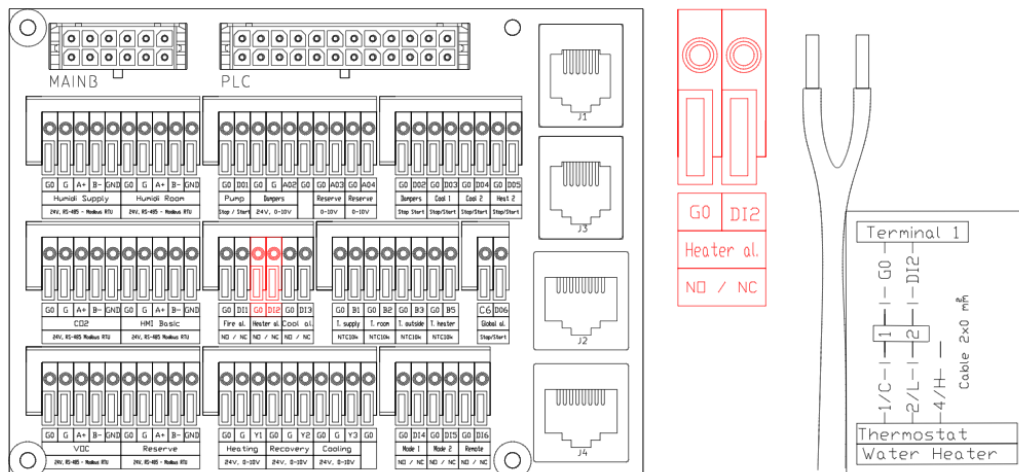 MAINB PLC
J1
G0 G A+ B- GND G0 G A+ B- GND
Humidi Supply Humidi Room
24V, RS-485 - Modbus RTU 24V, RS-485 - Modbus RTU
G0 DO1 G0 G AO2 G0 G0 AO3 G0 AO4
Pump Dampers Reserve Reserve
Stop / Start 24V, 0-10V 0-10V 0-10V
G0 DO2 G0 DO3 G0 DO4 G0 DO5
Dampers Cool 1 Cool 2 Heat 2
Stop Start Stop/Start Stop/Start Stop/Start
J3
G0 G A+ B- GND G0 G A+ B- GND
CO2 HMI Basic
24V, RS-485 Modbus RTU 24V, RS-485 - Modbus RTU
G0 DI1 G0 DI2 G0 DI3
Fire al. Heater al. Cool al.
NO / NC NO / NC NO / NC
G0 B1 G0 B2 G0 B3 G0 B5
T. supply T. room T. outside T. heater
NTC10k NTC10k NTC10k NTC10k
C6 DO6
Global al.
Stop/Start
J2
G0 G A+ B- GND G0 G A+ B- GND
VOC Reserve
24V, RS-485 - Modbus RTU 24V, RS-485 - Modbus RTU
G0 G Y1 G0 G Y2 G0 G Y3 G0
Heating Recovery Cooling
24V, 0-10V 24V, 0-10V 24V, 0-10V
G0 DI4 G0 DI5 G0 DI6
Mode 1 Mode 2 Remote
NO / NC NO / NC NO / NC
J4
G0 DI2
Heater al.
NO / NC
Terminal 1
G0 DI2
1 2
1/C 2/L 4/H
Cable 2x0 mm²
Thermostat
Water Heater